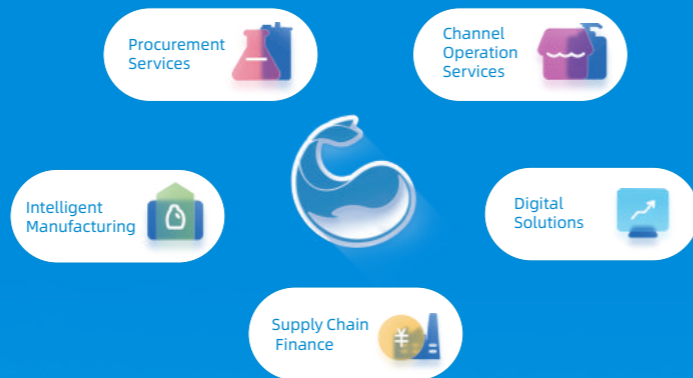 Procurement
Services
Channel
Operation
Services
Intelligent
Manufacturing
Digital
Solutions
Supply Chain
Finance
¥